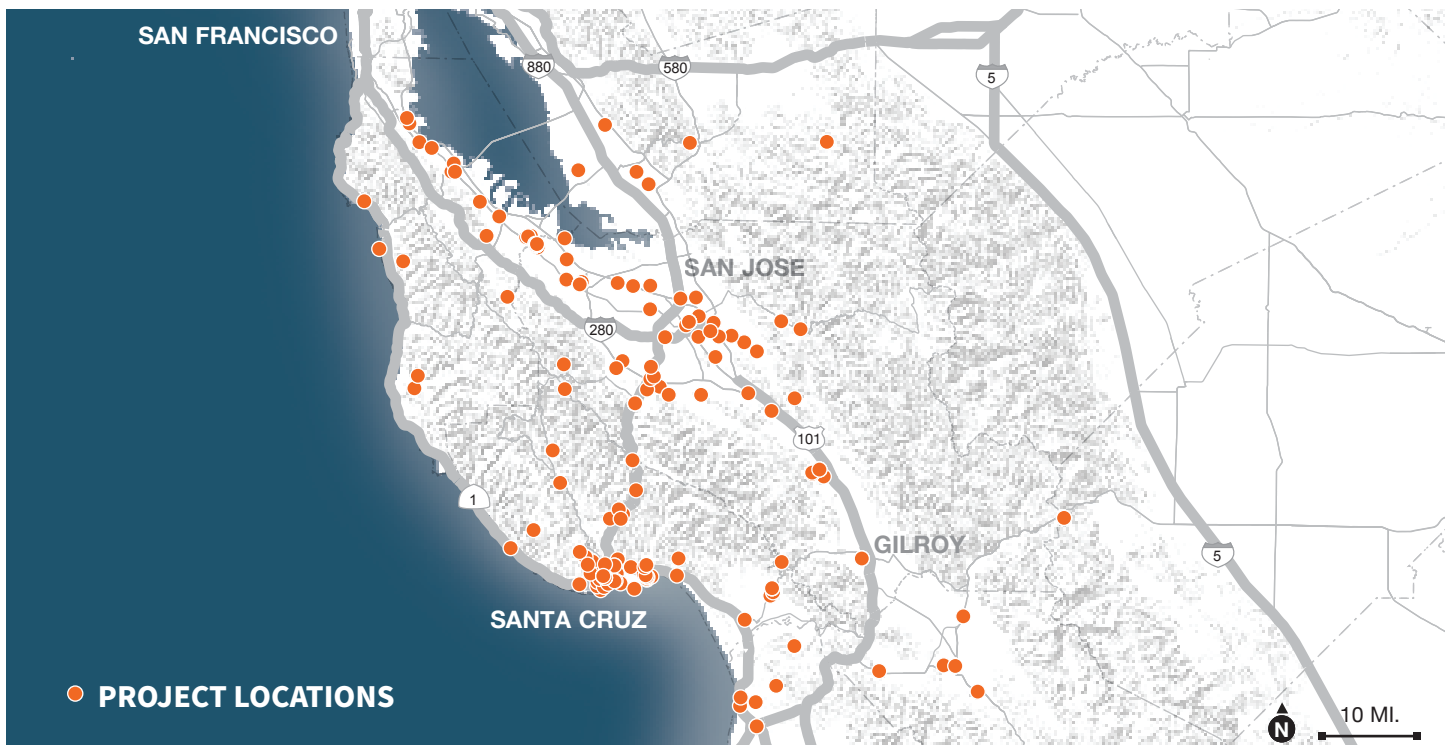 SAN FRANCISCO
880
580
5
SAN JOSE
280
101
1
GILROY
5
SANTA CRUZ
PROJECT LOCATIONS
N
10 MI.